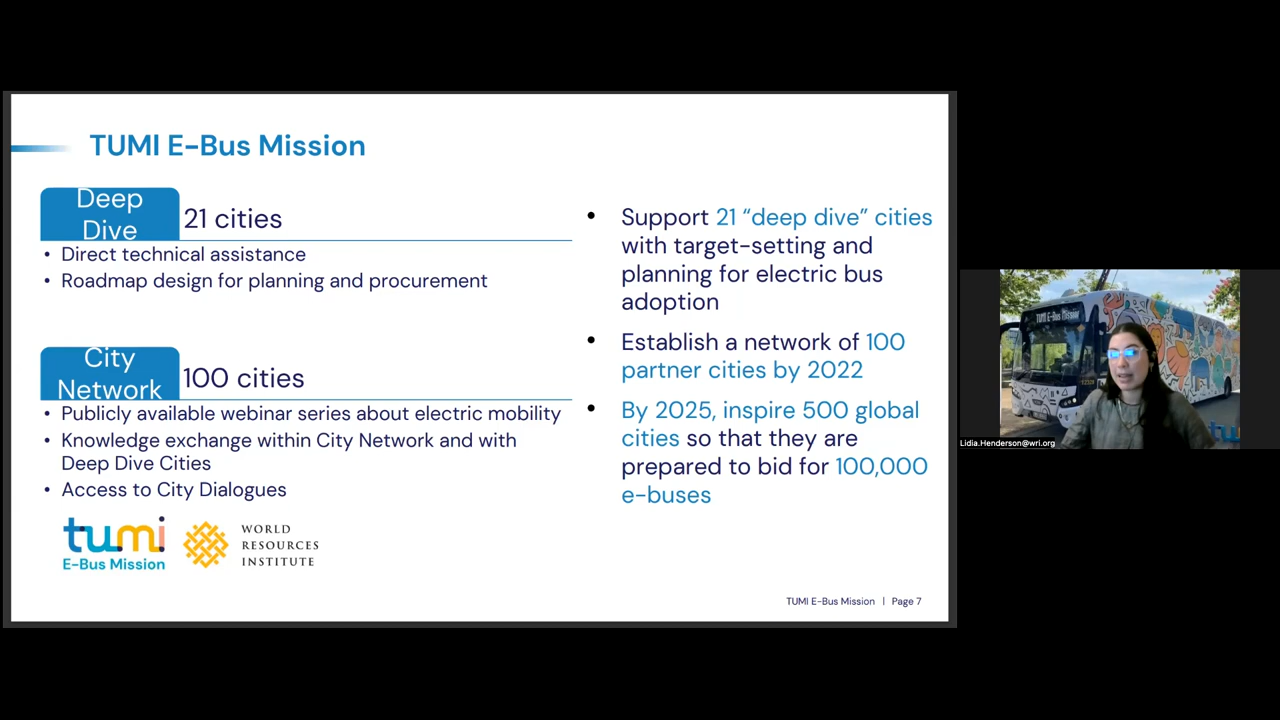 TUMI E-Bus Mission
Deep
Dive
21 cities
• Direct technical assistance
• Roadmap design for planning and procurement
City
Network
100 cities
• Publicly available webinar series about electric mobility
• Knowledge exchange within City Network and with
Deep Dive Cities
• Access to City Dialogues
• Support 21 “deep dive” cities
with target-setting and
planning for electric bus
adoption
• Establish a network of 100
partner cities by 2022
• By 2025, inspire 500 global
cities so that they are
prepared to bid for 100,000
e-buses
tumi
E-Bus Mission
WORLD
RESOURCES
INSTITUTE
TUMI E-Bus Mission | Page 7
TUMI E-Bus Mission
Lidia.Henderson@wri.org